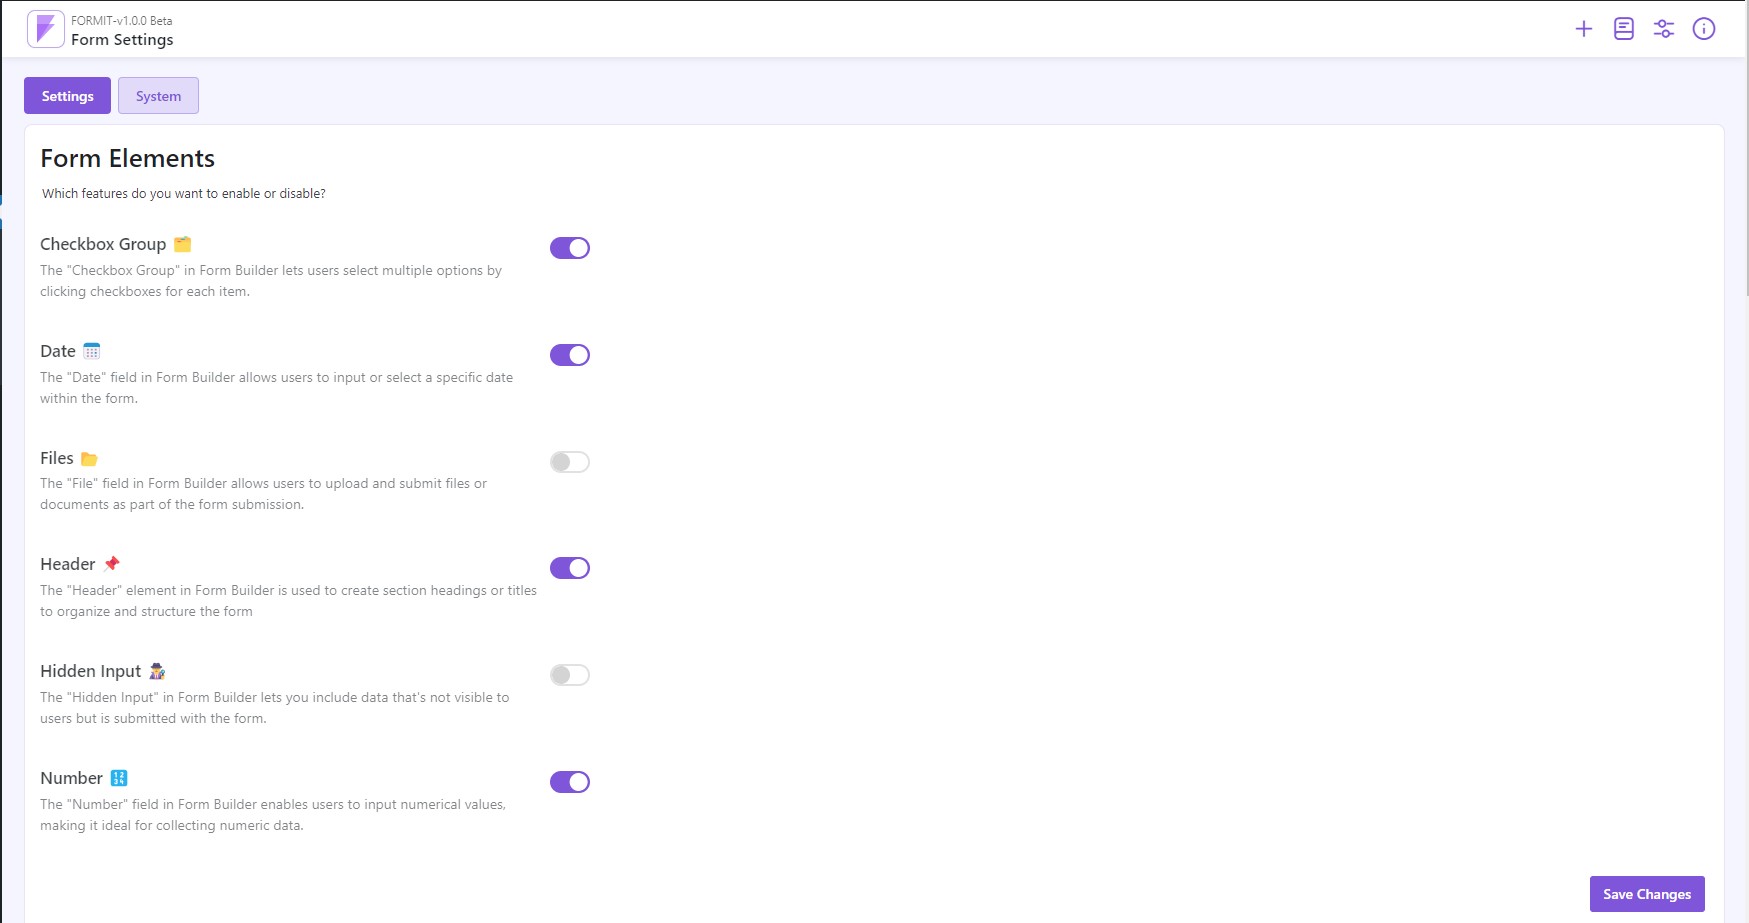 FORMIT-v1.0.0 Beta
Form Settings
Settings
System
Form Elements
Which features do you want to enable or disable?
Checkbox Group
The "Checkbox Group" in Form Builder lets users select multiple options by
clicking checkboxes for each item.
Date
The "Date" field in Form Builder allows users to input or select a specific date
within the form.
Files
The "File" field in Form Builder allows users to upload and submit files or
documents as part of the form submission.
Header
The "Header" element in Form Builder is used to create section headings or titles
to organize and structure the form
Hidden Input
The "Hidden Input" in Form Builder lets you include data that's not visible to
users but is submitted with the form.
Number
The "Number" field in Form Builder enables users to input numerical values,
making it ideal for collecting numeric data.
Save Changes